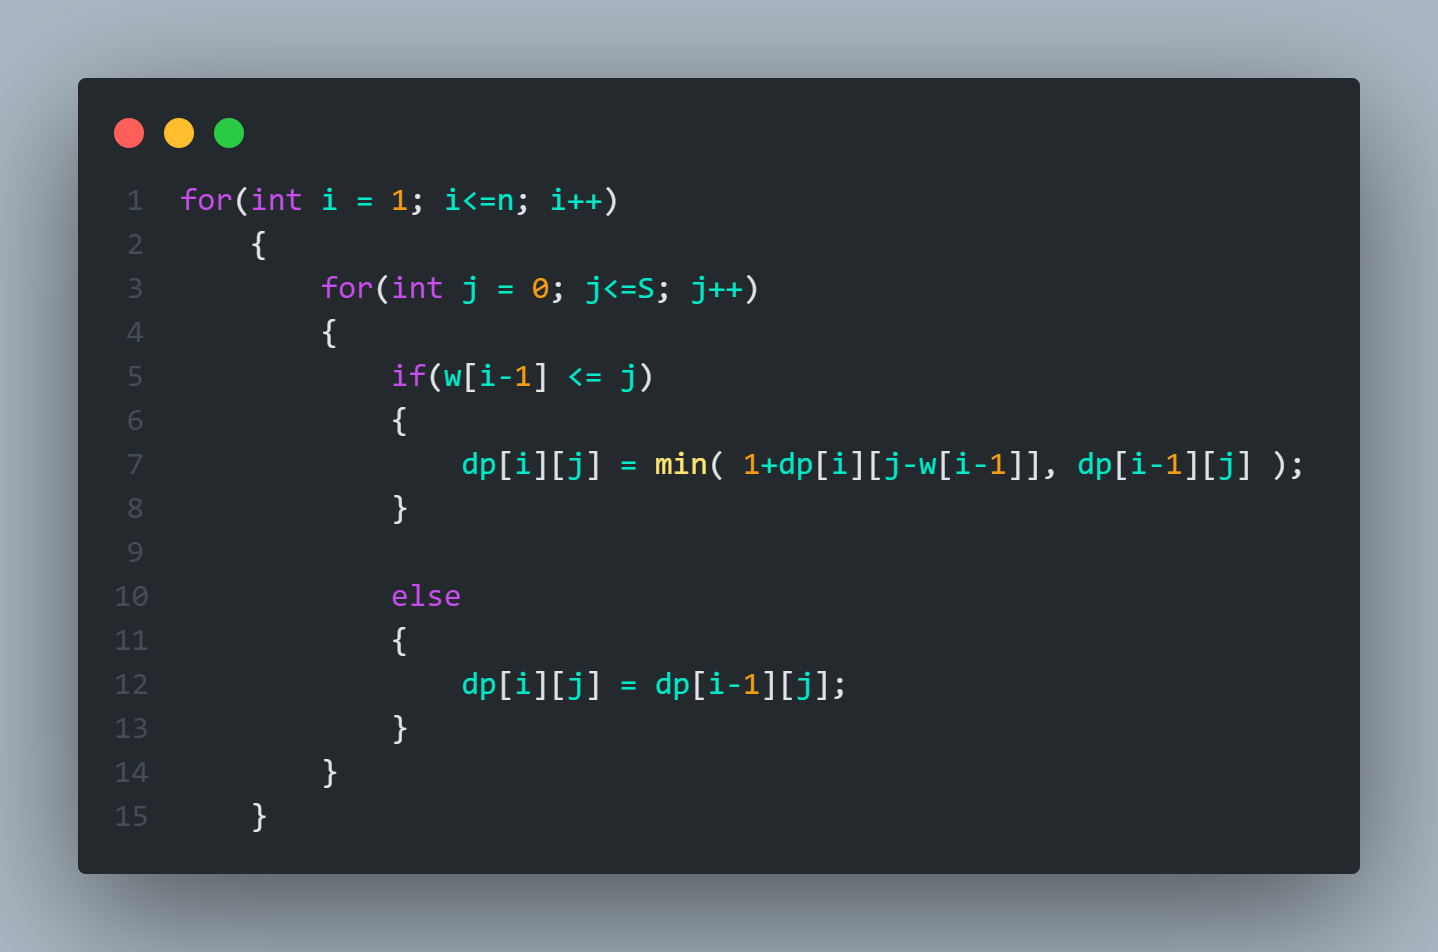 1 for(int i = 1; i<=n; i++)
2     {
3         for(int j = 0; j<=S; j++)
4         {
5             if(w[i-1] <= j)
6             {
7                 dp[i][j] = min( 1+dp[i][j-w[i-1]], dp[i-1][j] );
8             }
9
10             else
11             {
12                 dp[i][j] = dp[i-1][j];
13             }
14         }
15     }